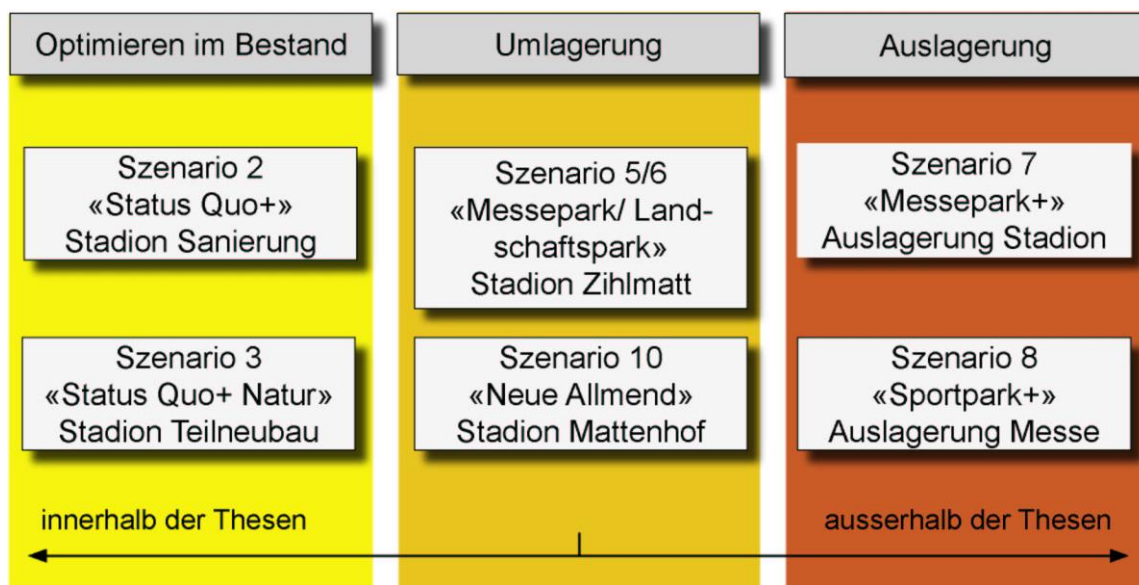 Optimieren im Bestand
Szenario 2
«Status Quo+»
Stadion Sanierung
Szenario 3
«Status Quo+ Natur»
Stadion Teilneubau
innerhalb der Thesen
Umlagerung
Szenario 5/6
«Messepark/ Land-
schaftspark»
Stadion Zihlmatt
Szenario 10
«Neue Allmend»
Stadion Mattenhof
Auslagerung
Szenario 7
«Messepark+»
Auslagerung Stadion
Szenario 8
«Sportpark+»
Auslagerung Messe
ausserhalb der Thesen